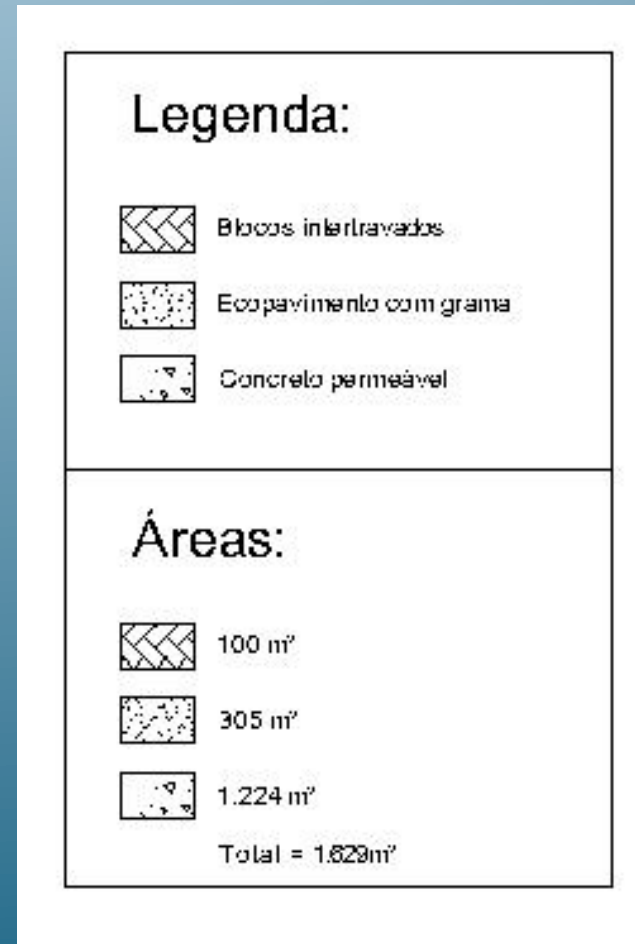 Legenda:
Blocos intertravados
Ecopavimento com grama
Concreto permeável
Áreas:
100 m²
305 m²
1.224 m²
Total = 1.629m²